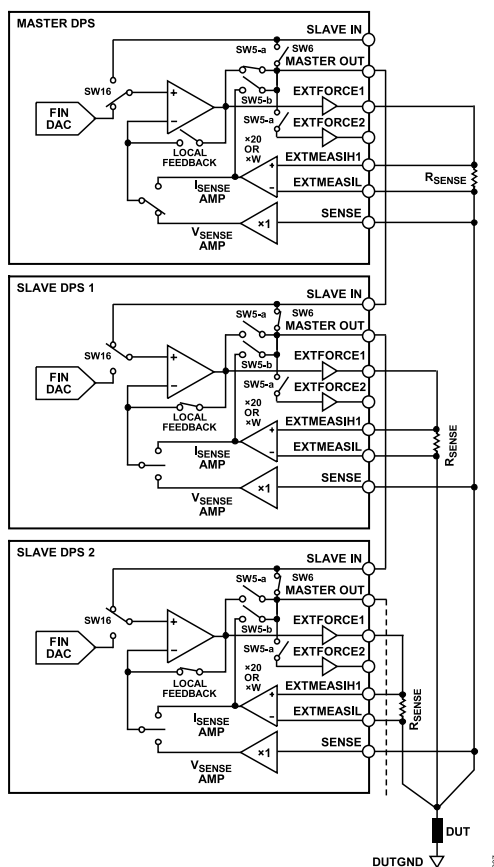 MASTER DPS
SLAVE IN
SW5-a
SW6
MASTER OUT
SW16
FIN
DAC
SW5-b
EXTFORCE1
SW5-a
EXTFORCE2
LOCAL
FEEDBACK
×20
OR
×W
EXTMEASIH1
EXTMEASIL
RSENSE
ISENSE
AMP
SENSE
VSENSE
AMP
×1
SLAVE DPS 1
SLAVE IN
SW5-a
SW6
MASTER OUT
SW16
FIN
DAC
SW5-b
EXTFORCE1
SW5-a
EXTFORCE2
LOCAL
FEEDBACK
×20
OR
×W
EXTMEASIH1
EXTMEASIL
RSENSE
ISENSE
AMP
SENSE
VSENSE
AMP
×1
SLAVE DPS 2
SLAVE IN
SW5-a
SW6
MASTER OUT
SW16
FIN
DAC
SW5-b
EXTFORCE1
SW5-a
EXTFORCE2
LOCAL
FEEDBACK
×20
OR
×W
EXTMEASIH1
EXTMEASIL
RSENSE
ISENSE
AMP
SENSE
VSENSE
AMP
×1
DUT
DUTGND